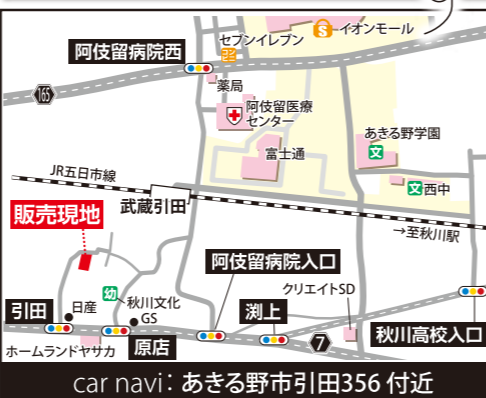 イオンモール
S
セブンイレブン
コンビニ
阿伎留病院西
165
薬局
阿伎留医療
センター
あきる野学園
文
富士通
文 西中
JR五日市線
武蔵引田
→至秋川駅
販売現地
阿伎留病院入口
クリエイトSD
幼
秋川文化
引田
日産
GS
渕上
原店
7
秋川高校入口
ホームランドヤサカ
car navi: あきる野市引田356 付近